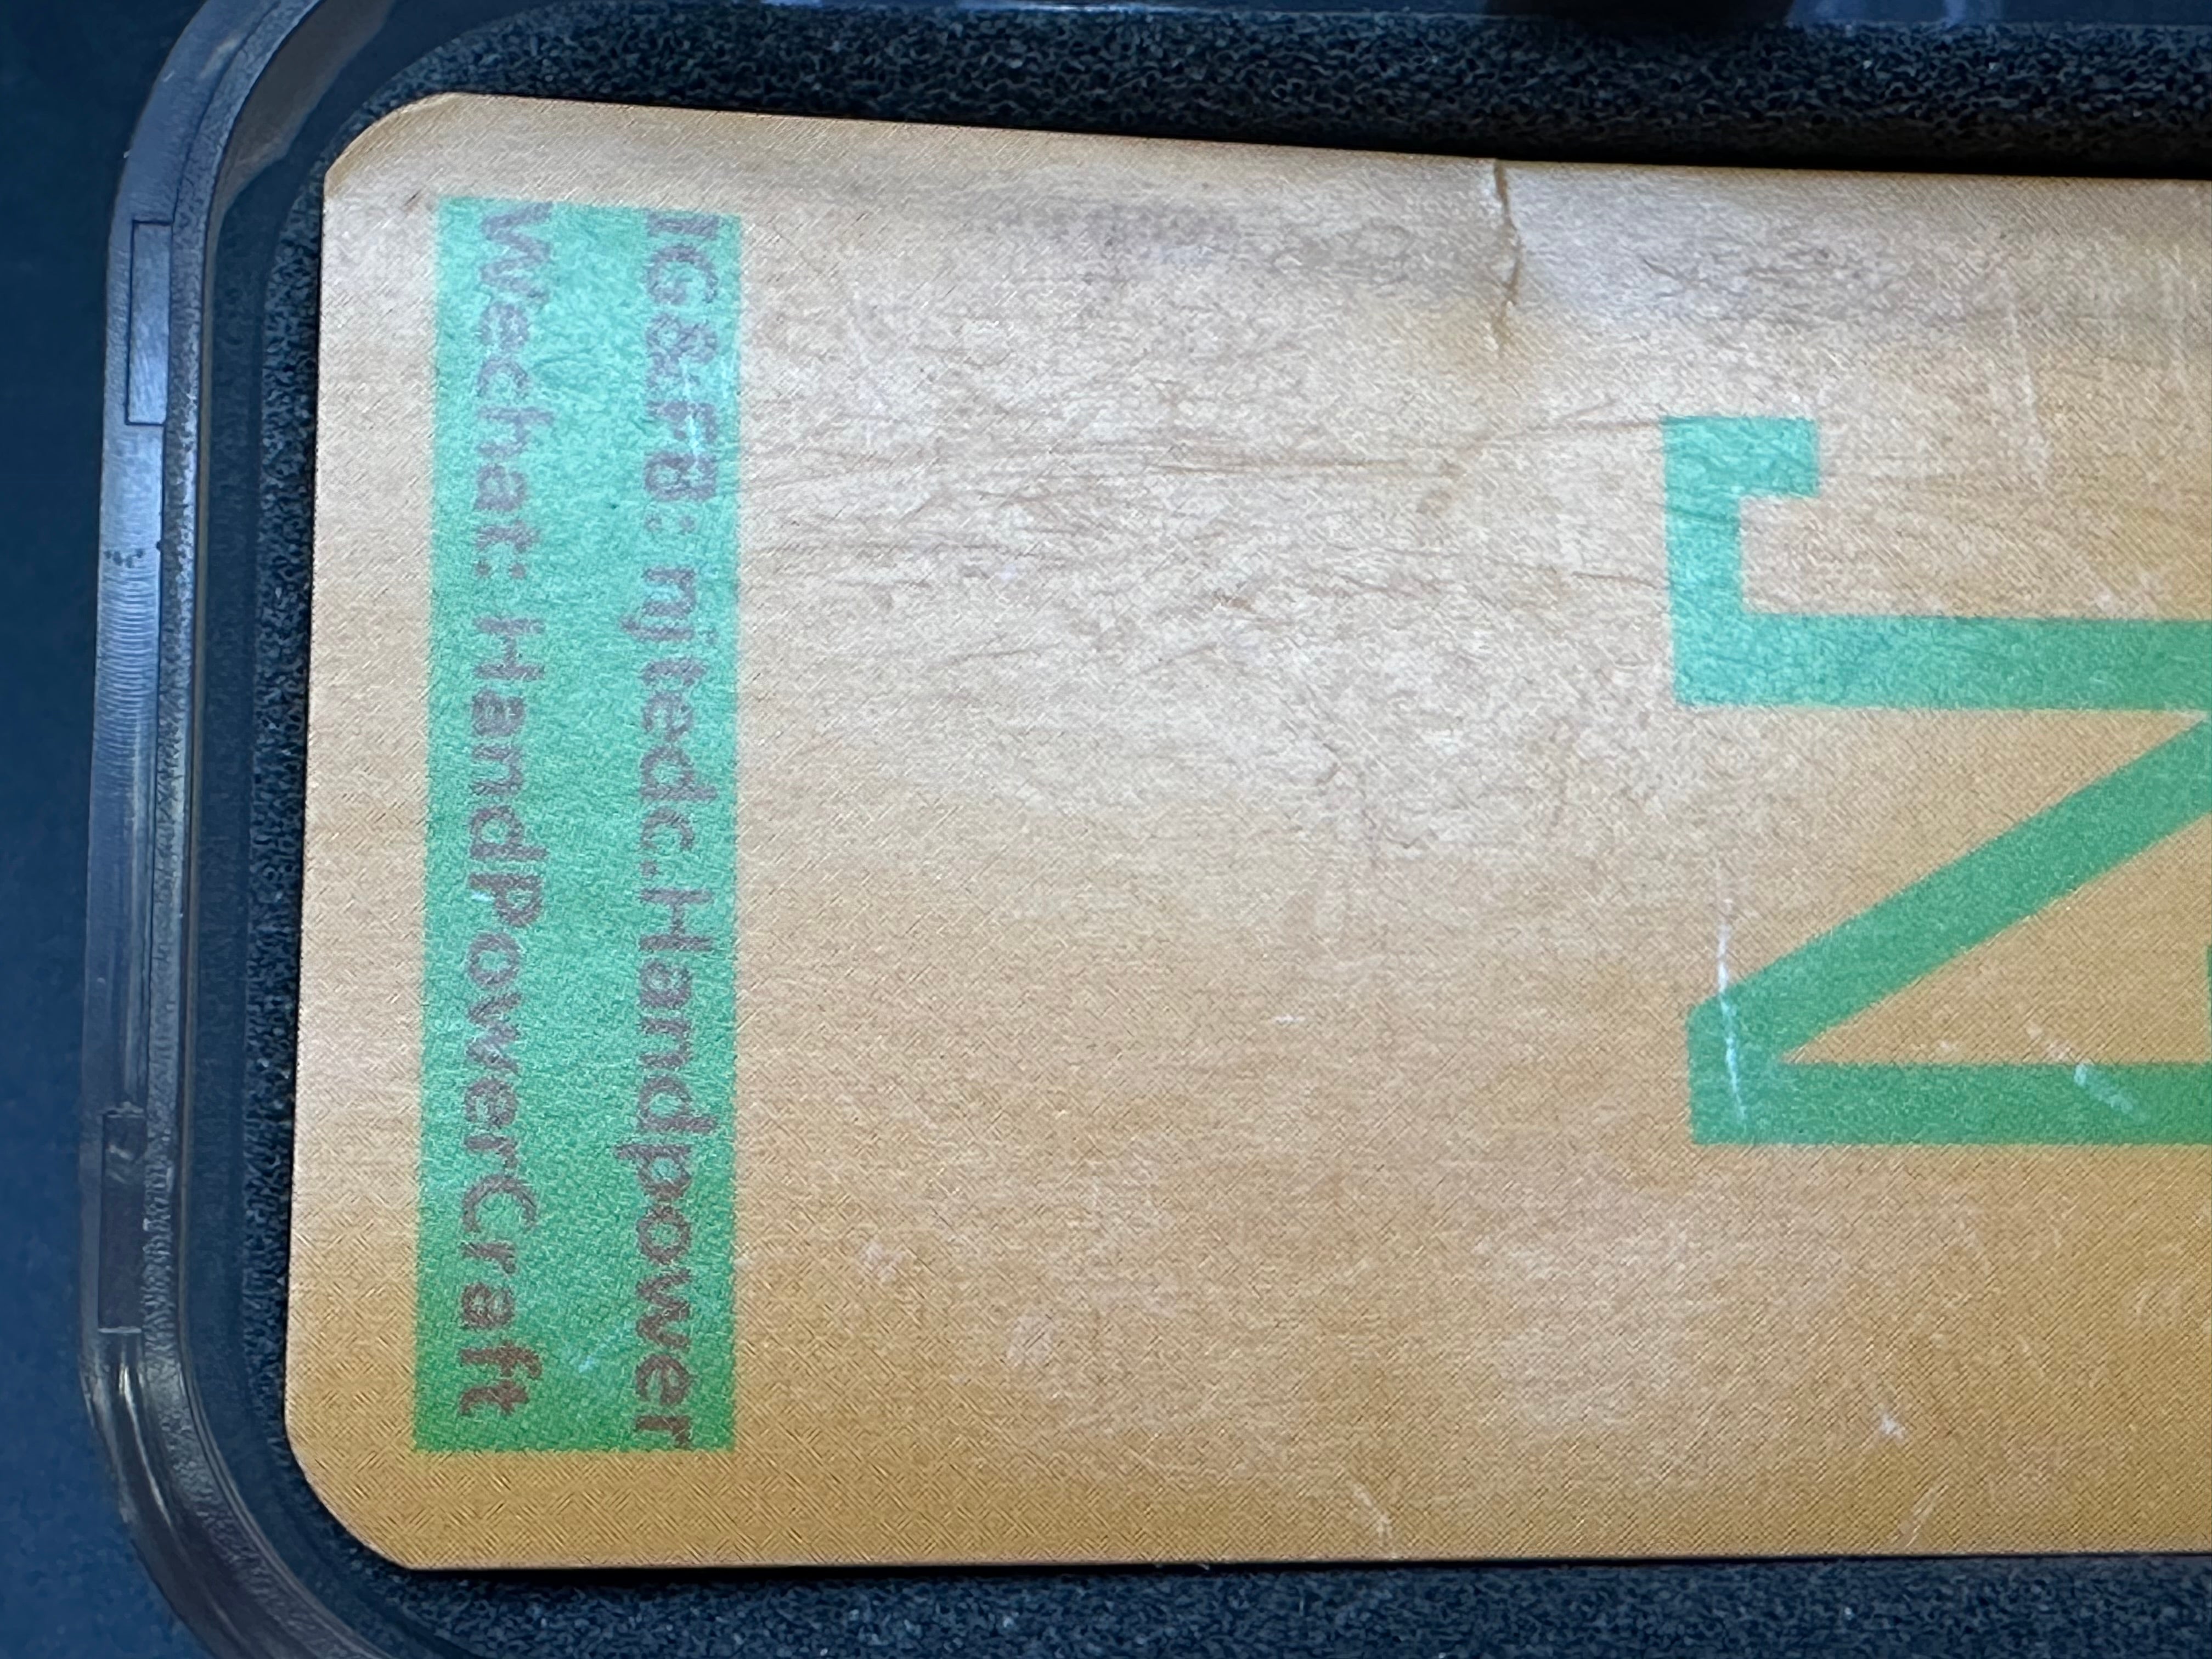 IG&FB: njtedc.Handpower
Wechat: HandPowerCraft